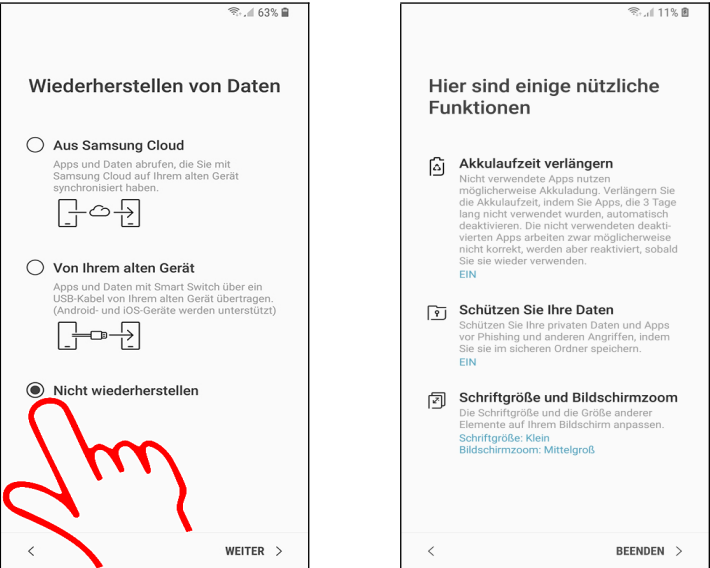 63%
Wiederherstellen von Daten
Aus Samsung Cloud
Apps und Daten abrufen, die Sie mit
Samsung Cloud auf Ihrem alten Gerät
synchronisiert haben.
Von Ihrem alten Gerät
Apps und Daten mit Smart Switch über ein
USB-Kabel von Ihrem alten Gerät übertragen.
(Android- und iOS-Geräte werden unterstützt)
Nicht wiederherstellen
WEITER
11%
Hier sind einige nützliche
Funktionen
Akkulaufzeit verlängern
Nicht verwendete Apps nutzen
möglicherweise Akkuladung. Verlängern Sie
die Akkulaufzeit, indem Sie Apps, die 3 Tage
lang nicht verwendet wurden, automatisch
deaktivieren. Die nicht verwendeten deakti-
vierten Apps arbeiten zwar möglicherweise
nicht korrekt, werden aber reaktiviert, sobald
Sie sie wieder verwenden.
EIN
Schützen Sie Ihre Daten
Schützen Sie Ihre privaten Daten und Apps
vor Phishing und anderen Angriffen, indem
Sie sie im sicheren Ordner speichern.
EIN
Schriftgröße und Bildschirmzoom
Die Schriftgröße und die Größe anderer
Elemente auf Ihrem Bildschirm anpassen.
Schriftgröße: Klein
Bildschirmzoom: Mittelgroß
BEENDEN